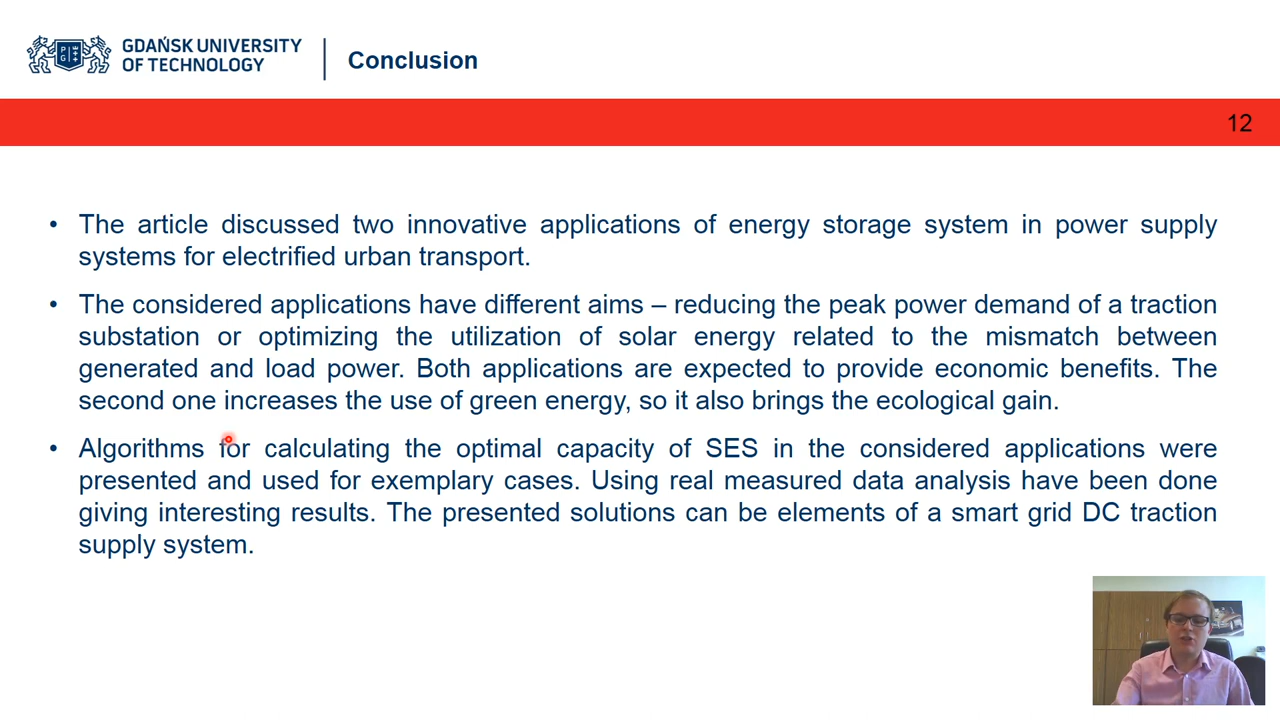 GDAŃSK UNIVERSITY
OF TECHNOLOGY
Conclusion
12
• The article discussed two innovative applications of energy storage system in power supply
systems for electrified urban transport.
• The considered applications have different aims – reducing the peak power demand of a traction
substation or optimizing the utilization of solar energy related to the mismatch between
generated and load power. Both applications are expected to provide economic benefits. The
second one increases the use of green energy, so it also brings the ecological gain.
• Algorithms for calculating the optimal capacity of SES in the considered applications were
presented and used for exemplary cases. Using real measured data analysis have been done
giving interesting results. The presented solutions can be elements of a smart grid DC traction
supply system.